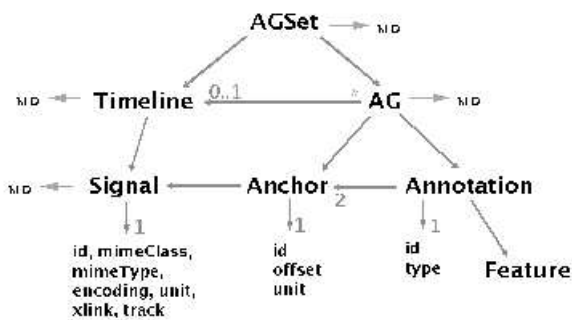 AGSet
MD
MD
Timeline
0..1
*
AG
MD
MD
Signal
Anchor
2
Annotation
1
1
1
id, mimeClass,
mimeType,
encoding, unit,
xlink, track
id
offset
unit
id
type
Feature